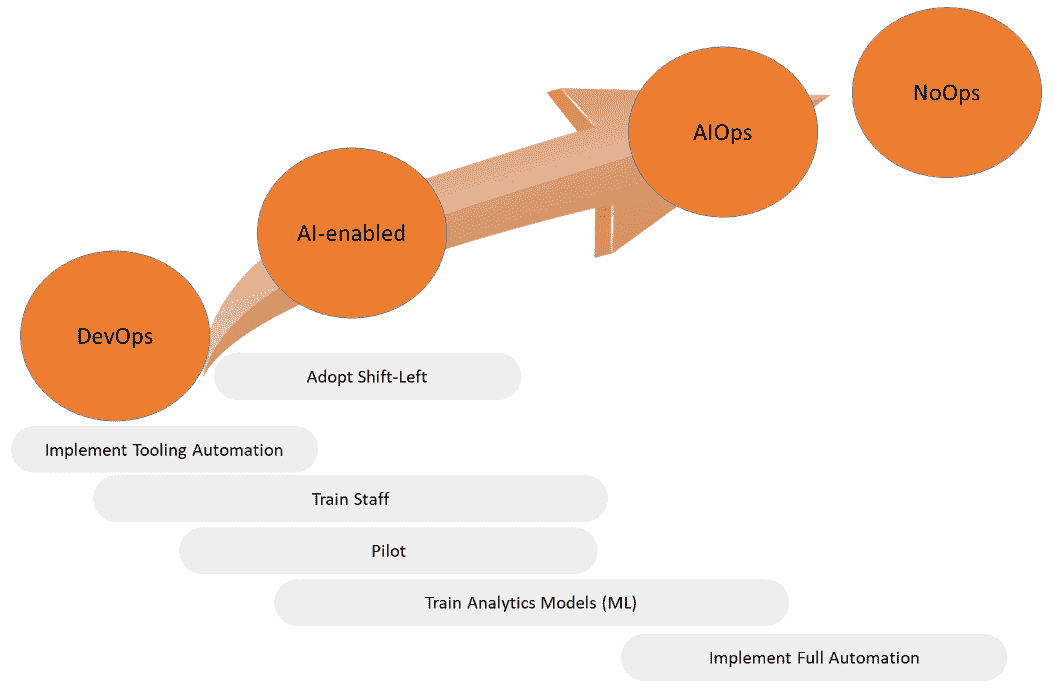 NoOps
AIOps
AI-enabled
DevOps
Adopt Shift-Left
Implement Tooling Automation
Train Staff
Pilot
Train Analytics Models (ML)
Implement Full Automation